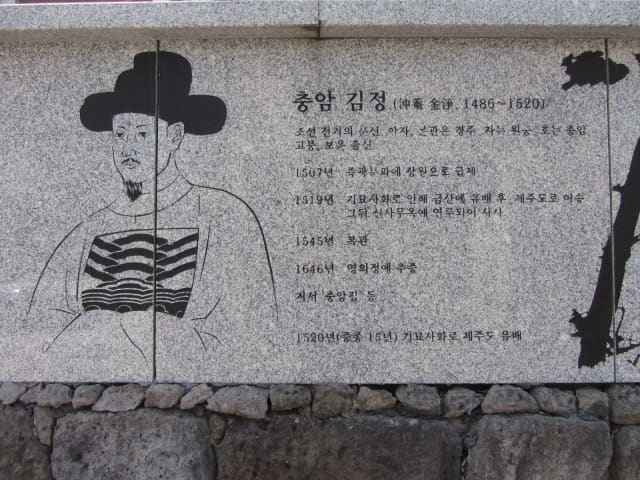 충암 김정 (冲庵 金淨, 1486~1520)
조선 전기의 문신, 학자, 본관은 경주, 자는 원충, 호는 충암
고봉, 보은 출신
1507년 증광문과에 장원으로 급제
1519년 기묘사화로 인해 금산에 유배 후, 제주도로 이송
그뒤 신사무옥에 연루되어 사사
1545년 복관
1646년 영의정에 추증
저서 충암집 등
1520년(중종 15년) 기묘사화로 제주도 유배